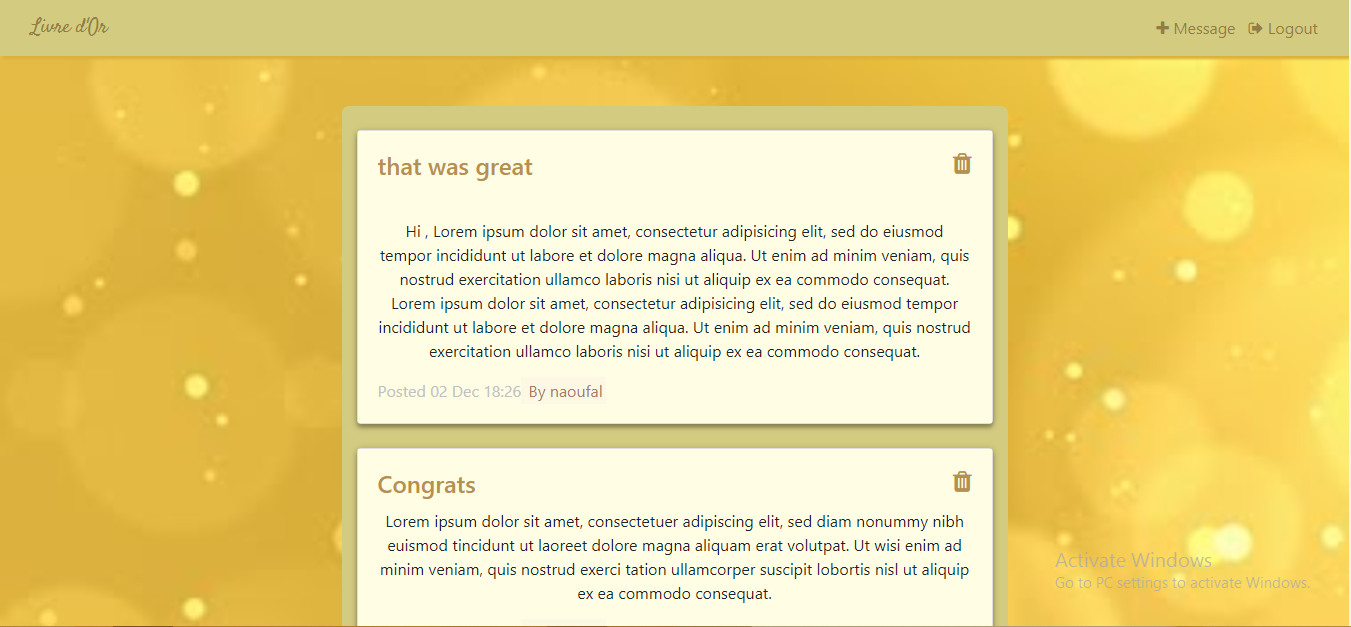 Livre d'Or
Message Logout
that was great
Hi , Lorem ipsum dolor sit amet, consectetur adipisicing elit, sed do eiusmod
tempor incididunt ut labore et dolore magna aliqua. Ut enim ad minim veniam, quis
nostrud exercitation ullamco laboris nisi ut aliquip ex ea commodo consequat.
Lorem ipsum dolor sit amet, consectetur adipisicing elit, sed do eiusmod tempor
incididunt ut labore et dolore magna aliqua. Ut enim ad minim veniam, quis nostrud
exercitation ullamco laboris nisi ut aliquip ex ea commodo consequat.
Posted 02 Dec 18:26 By naoufal
Congrats
Lorem ipsum dolor sit amet, consectetuer adipiscing elit, sed diam nonummy nibh
euismod tincidunt ut laoreet dolore magna aliquam erat volutpat. Ut wisi enim ad
minim veniam, quis nostrud exerci tation ullamcorper suscipit lobortis nisl ut aliquip
ex ea commodo consequat.
Activate Windows
Go to PC settings to activate Windows.